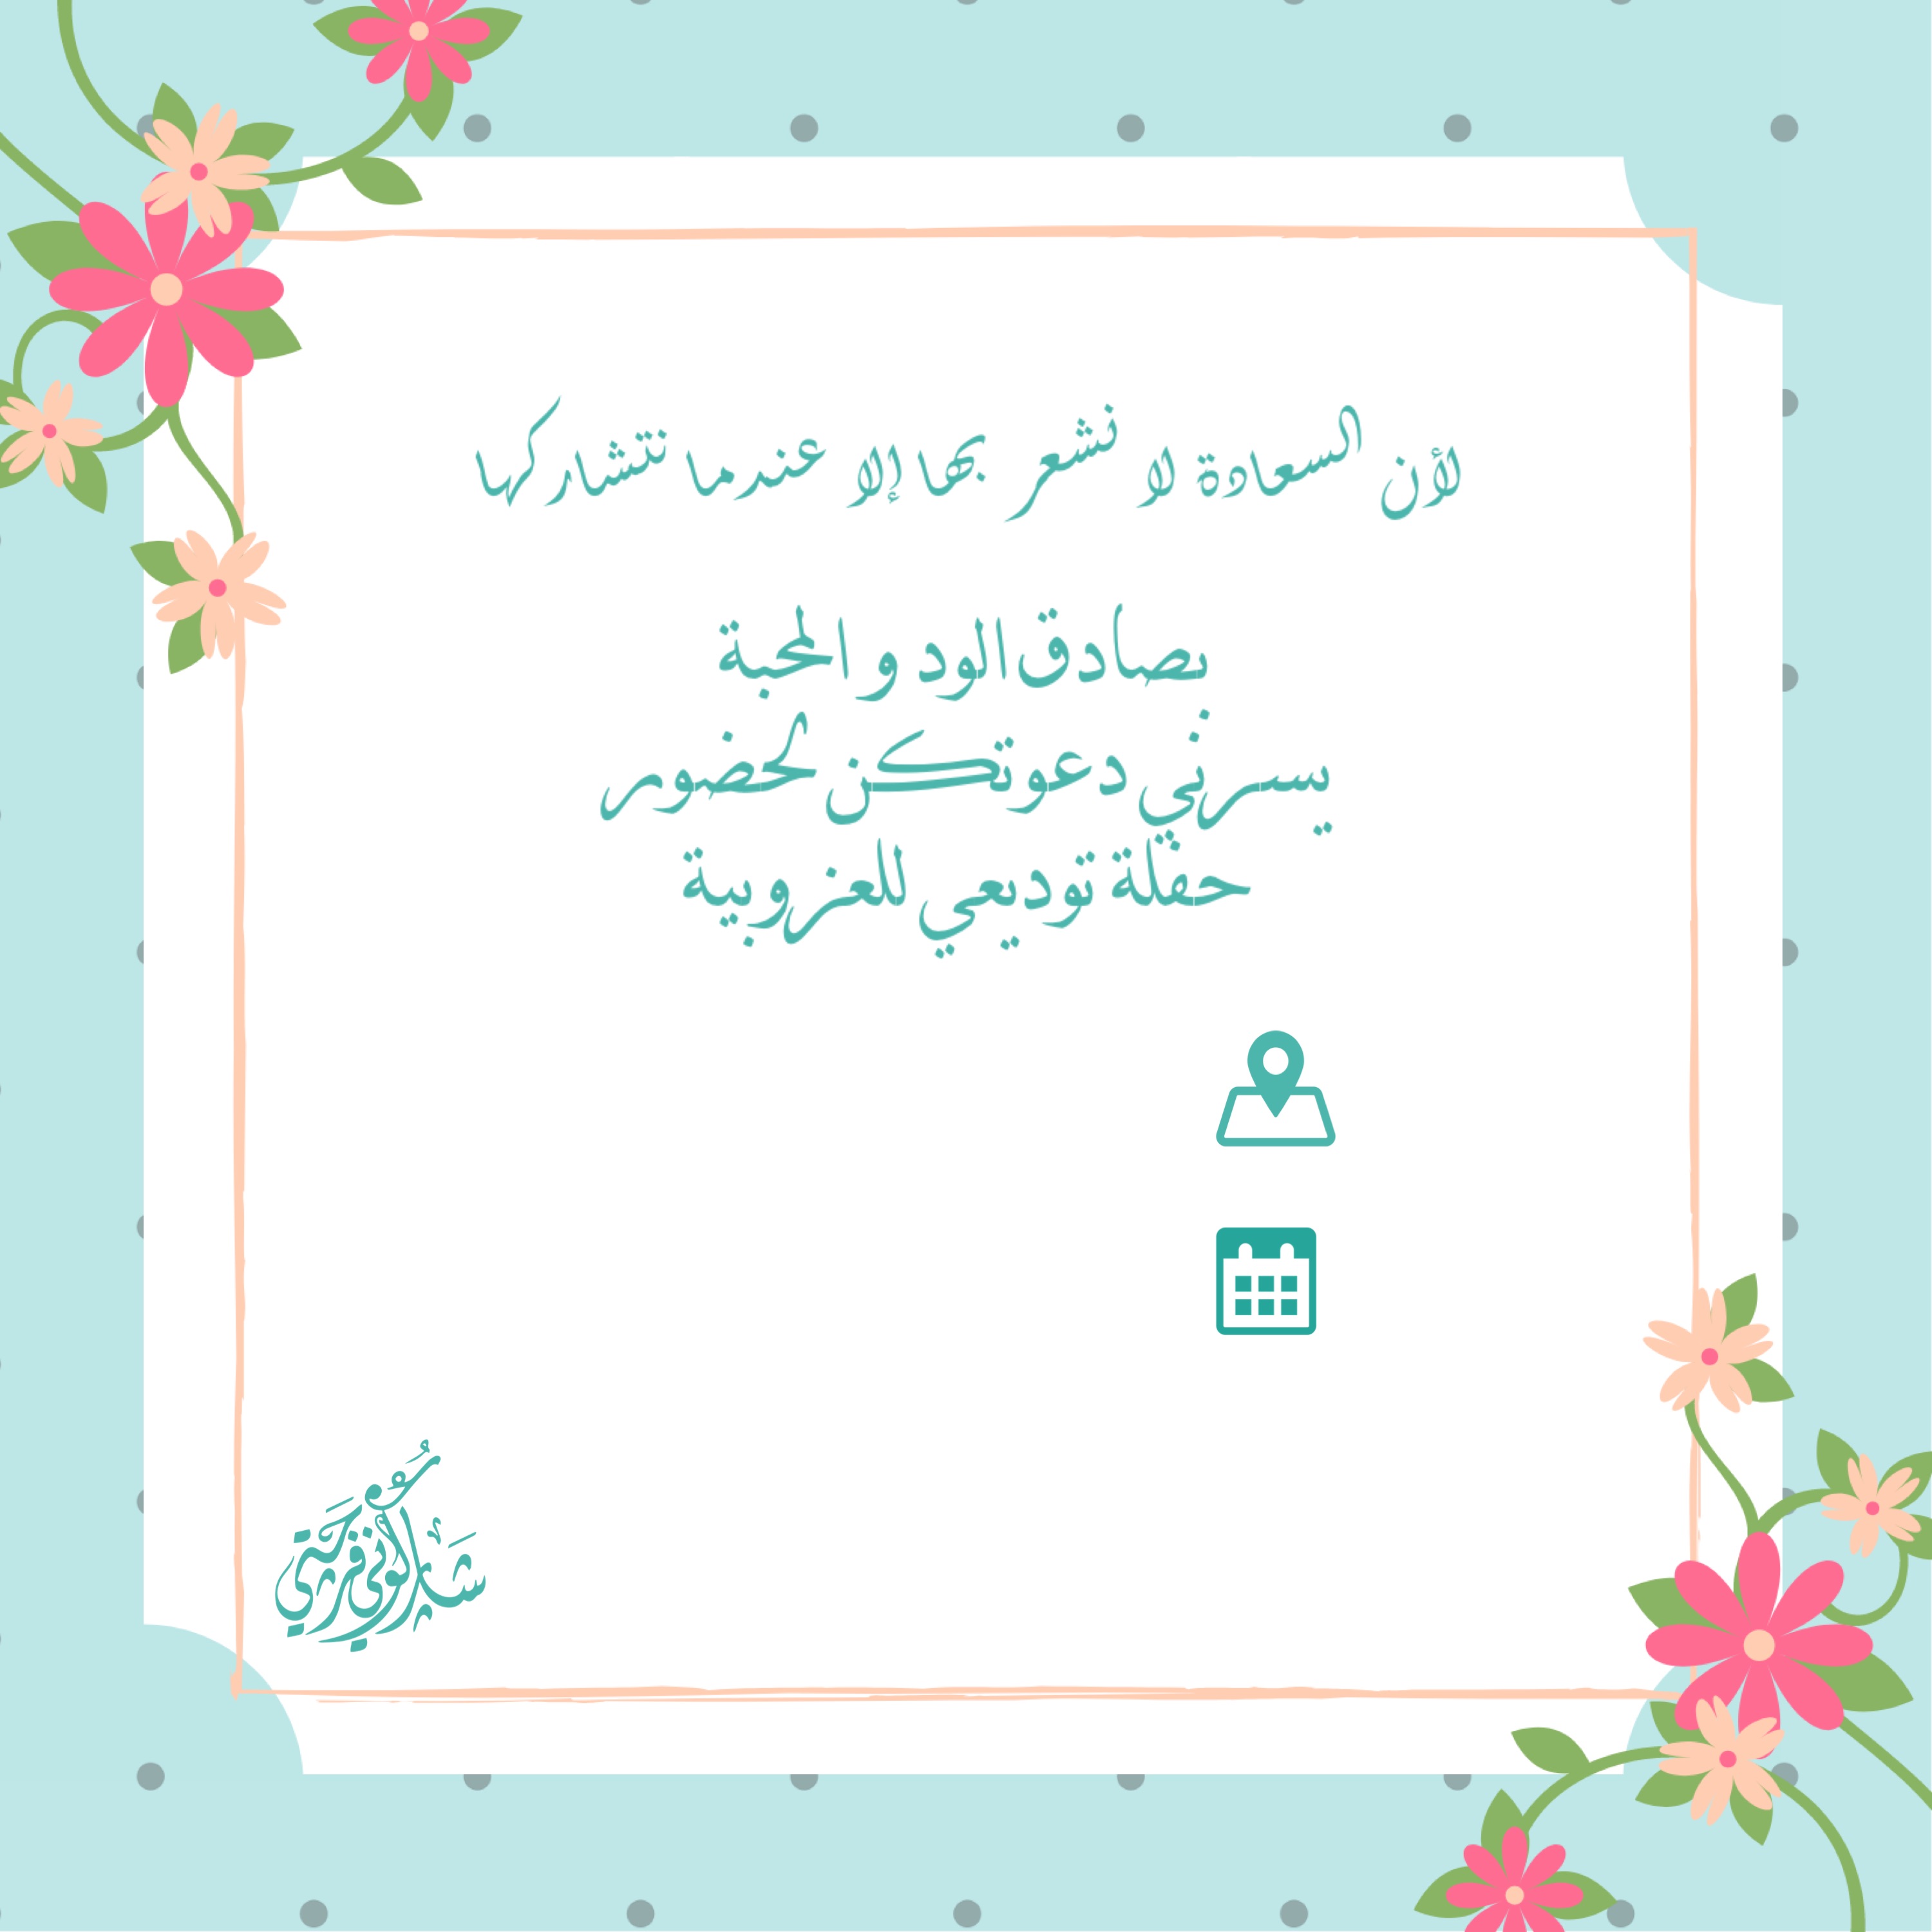 لأن السعادة لا نشعر بها إلا عندما نتشاركها
بصادق الود و المحبة
يسرني دعوتكن لحضور
حفلة توديعي للعزوبية